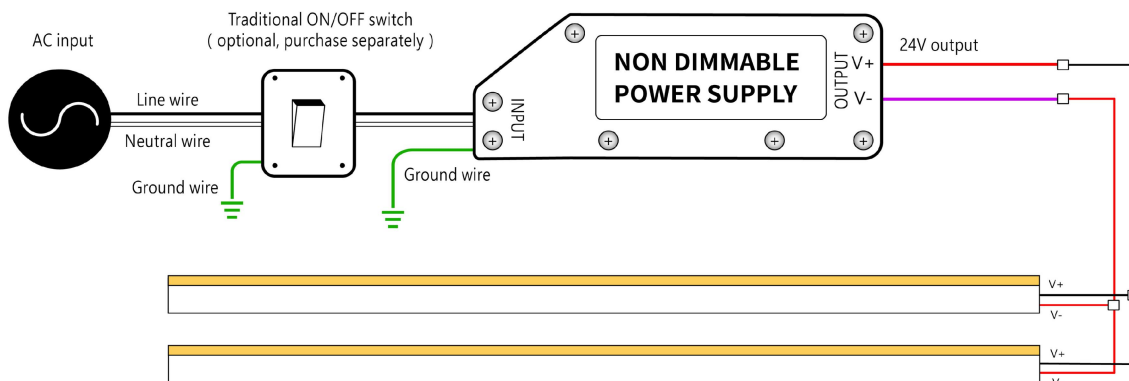 AC input
Traditional ON/OFF switch
( optional, purchase separately )
Line wire
Neutral wire
Ground wire
Ground wire
INPUT
NON DIMMABLE
POWER SUPPLY
OUTPUT
V+
V-
24V output
V+
V-
V+